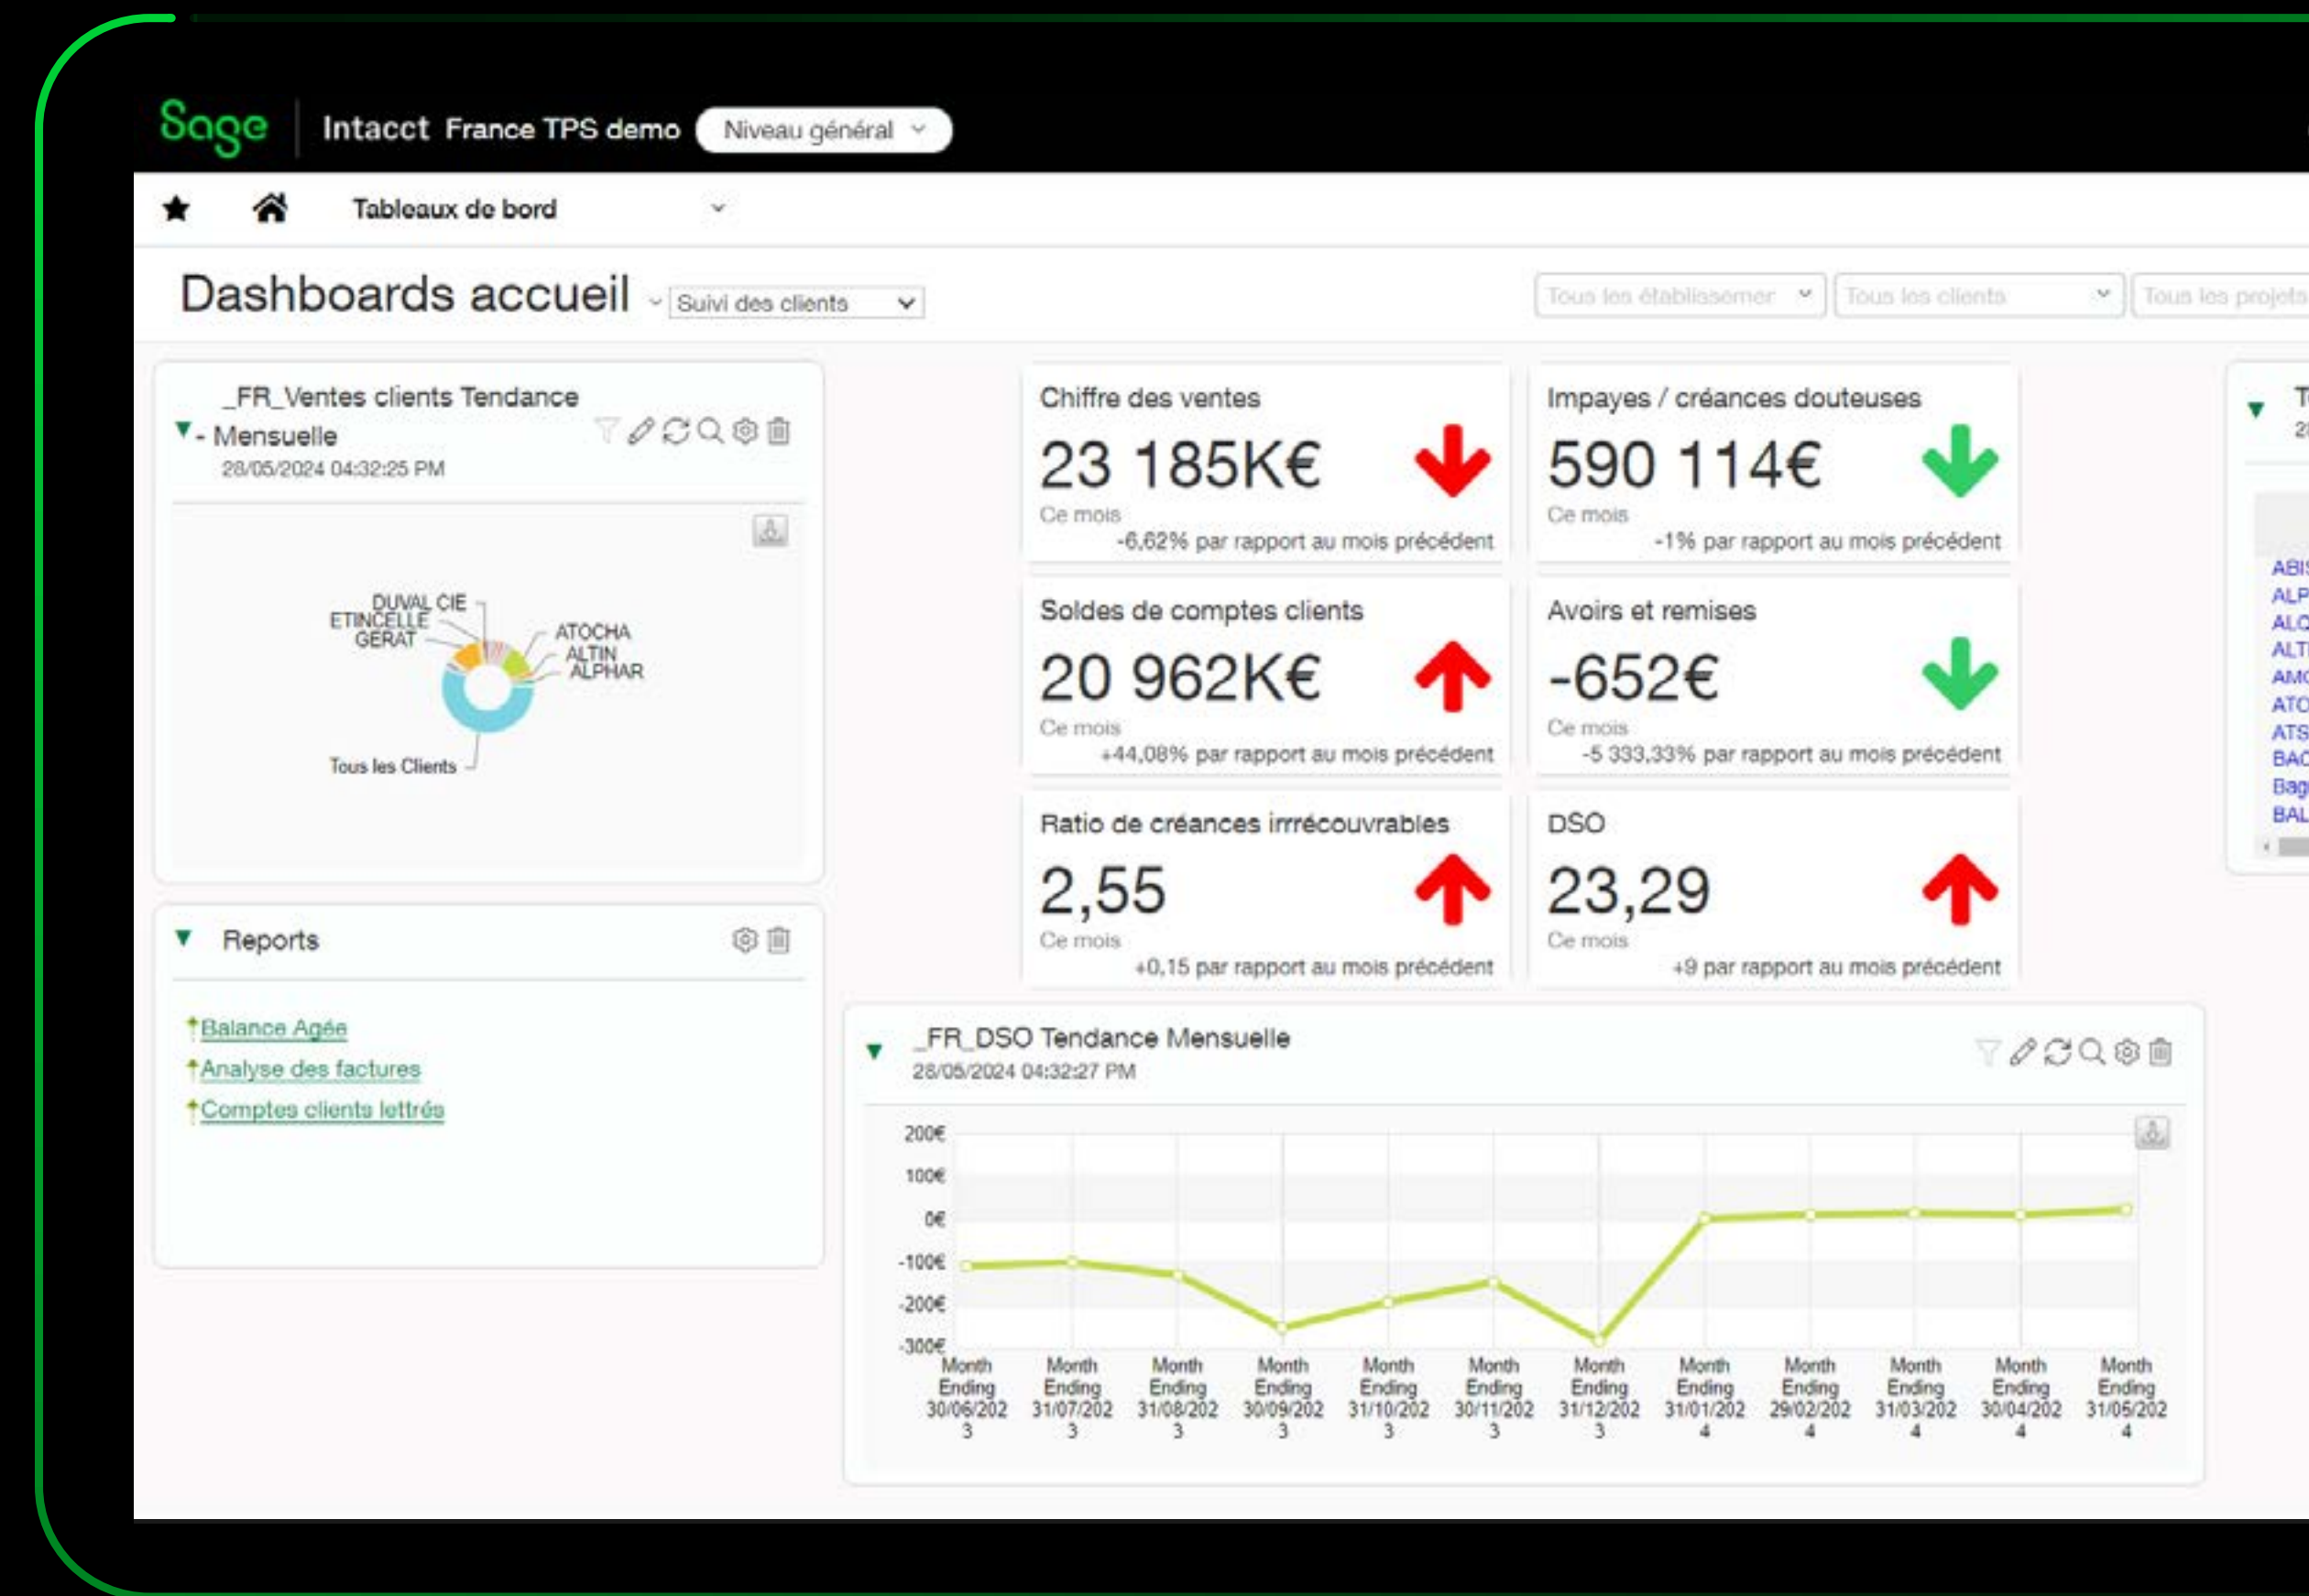 Sage Intacct France TPS demo Niveau général
Tableaux de bord
Dashboards accueil Suivi des clients Tous les établissemer Tous les clients Tous les projets
_FR_Ventes clients Tendance
- Mensuelle
28/05/2024 04:32:25 PM
DUVAL CIE
ETINCELLE
GERAT
ATOCHA
ALTIN
ALPHAR
Tous les Clients
Reports
Balance Agée
Analyse des factures
Comptes clients lettrés
Chiffre des ventes
23 185K€
Ce mois
-6,62% par rapport au mois précédent
Impayes / créances douteuses
590 114€
Ce mois
-1% par rapport au mois précédent
Soldes de comptes clients
20 962K€
Ce mois
+44,08% par rapport au mois précédent
Avoirs et remises
-652€
Ce mois
-5 333,33% par rapport au mois précédent
Ratio de créances irrrécouvrables
2,55
Ce mois
+0,15 par rapport au mois précédent
DSO
23,29
Ce mois
+9 par rapport au mois précédent
_FR_DSO Tendance Mensuelle
28/05/2024 04:32:27 PM
200€
100€
0€
-100€
-200€
-300€
Month Ending 30/06/2023
Month Ending 31/07/2023
Month Ending 31/08/2023
Month Ending 30/09/2023
Month Ending 31/10/2023
Month Ending 30/11/2023
Month Ending 31/12/2023
Month Ending 31/01/2024
Month Ending 29/02/2024
Month Ending 31/03/2024
Month Ending 30/04/2024
Month Ending 31/05/2024
ALP
ATS
Bag
BAL